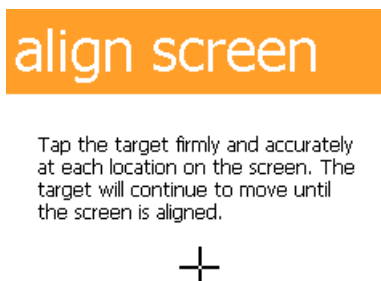 align screen
Tap the target firmly and accurately
at each location on the screen. The
target will continue to move until
the screen is aligned.